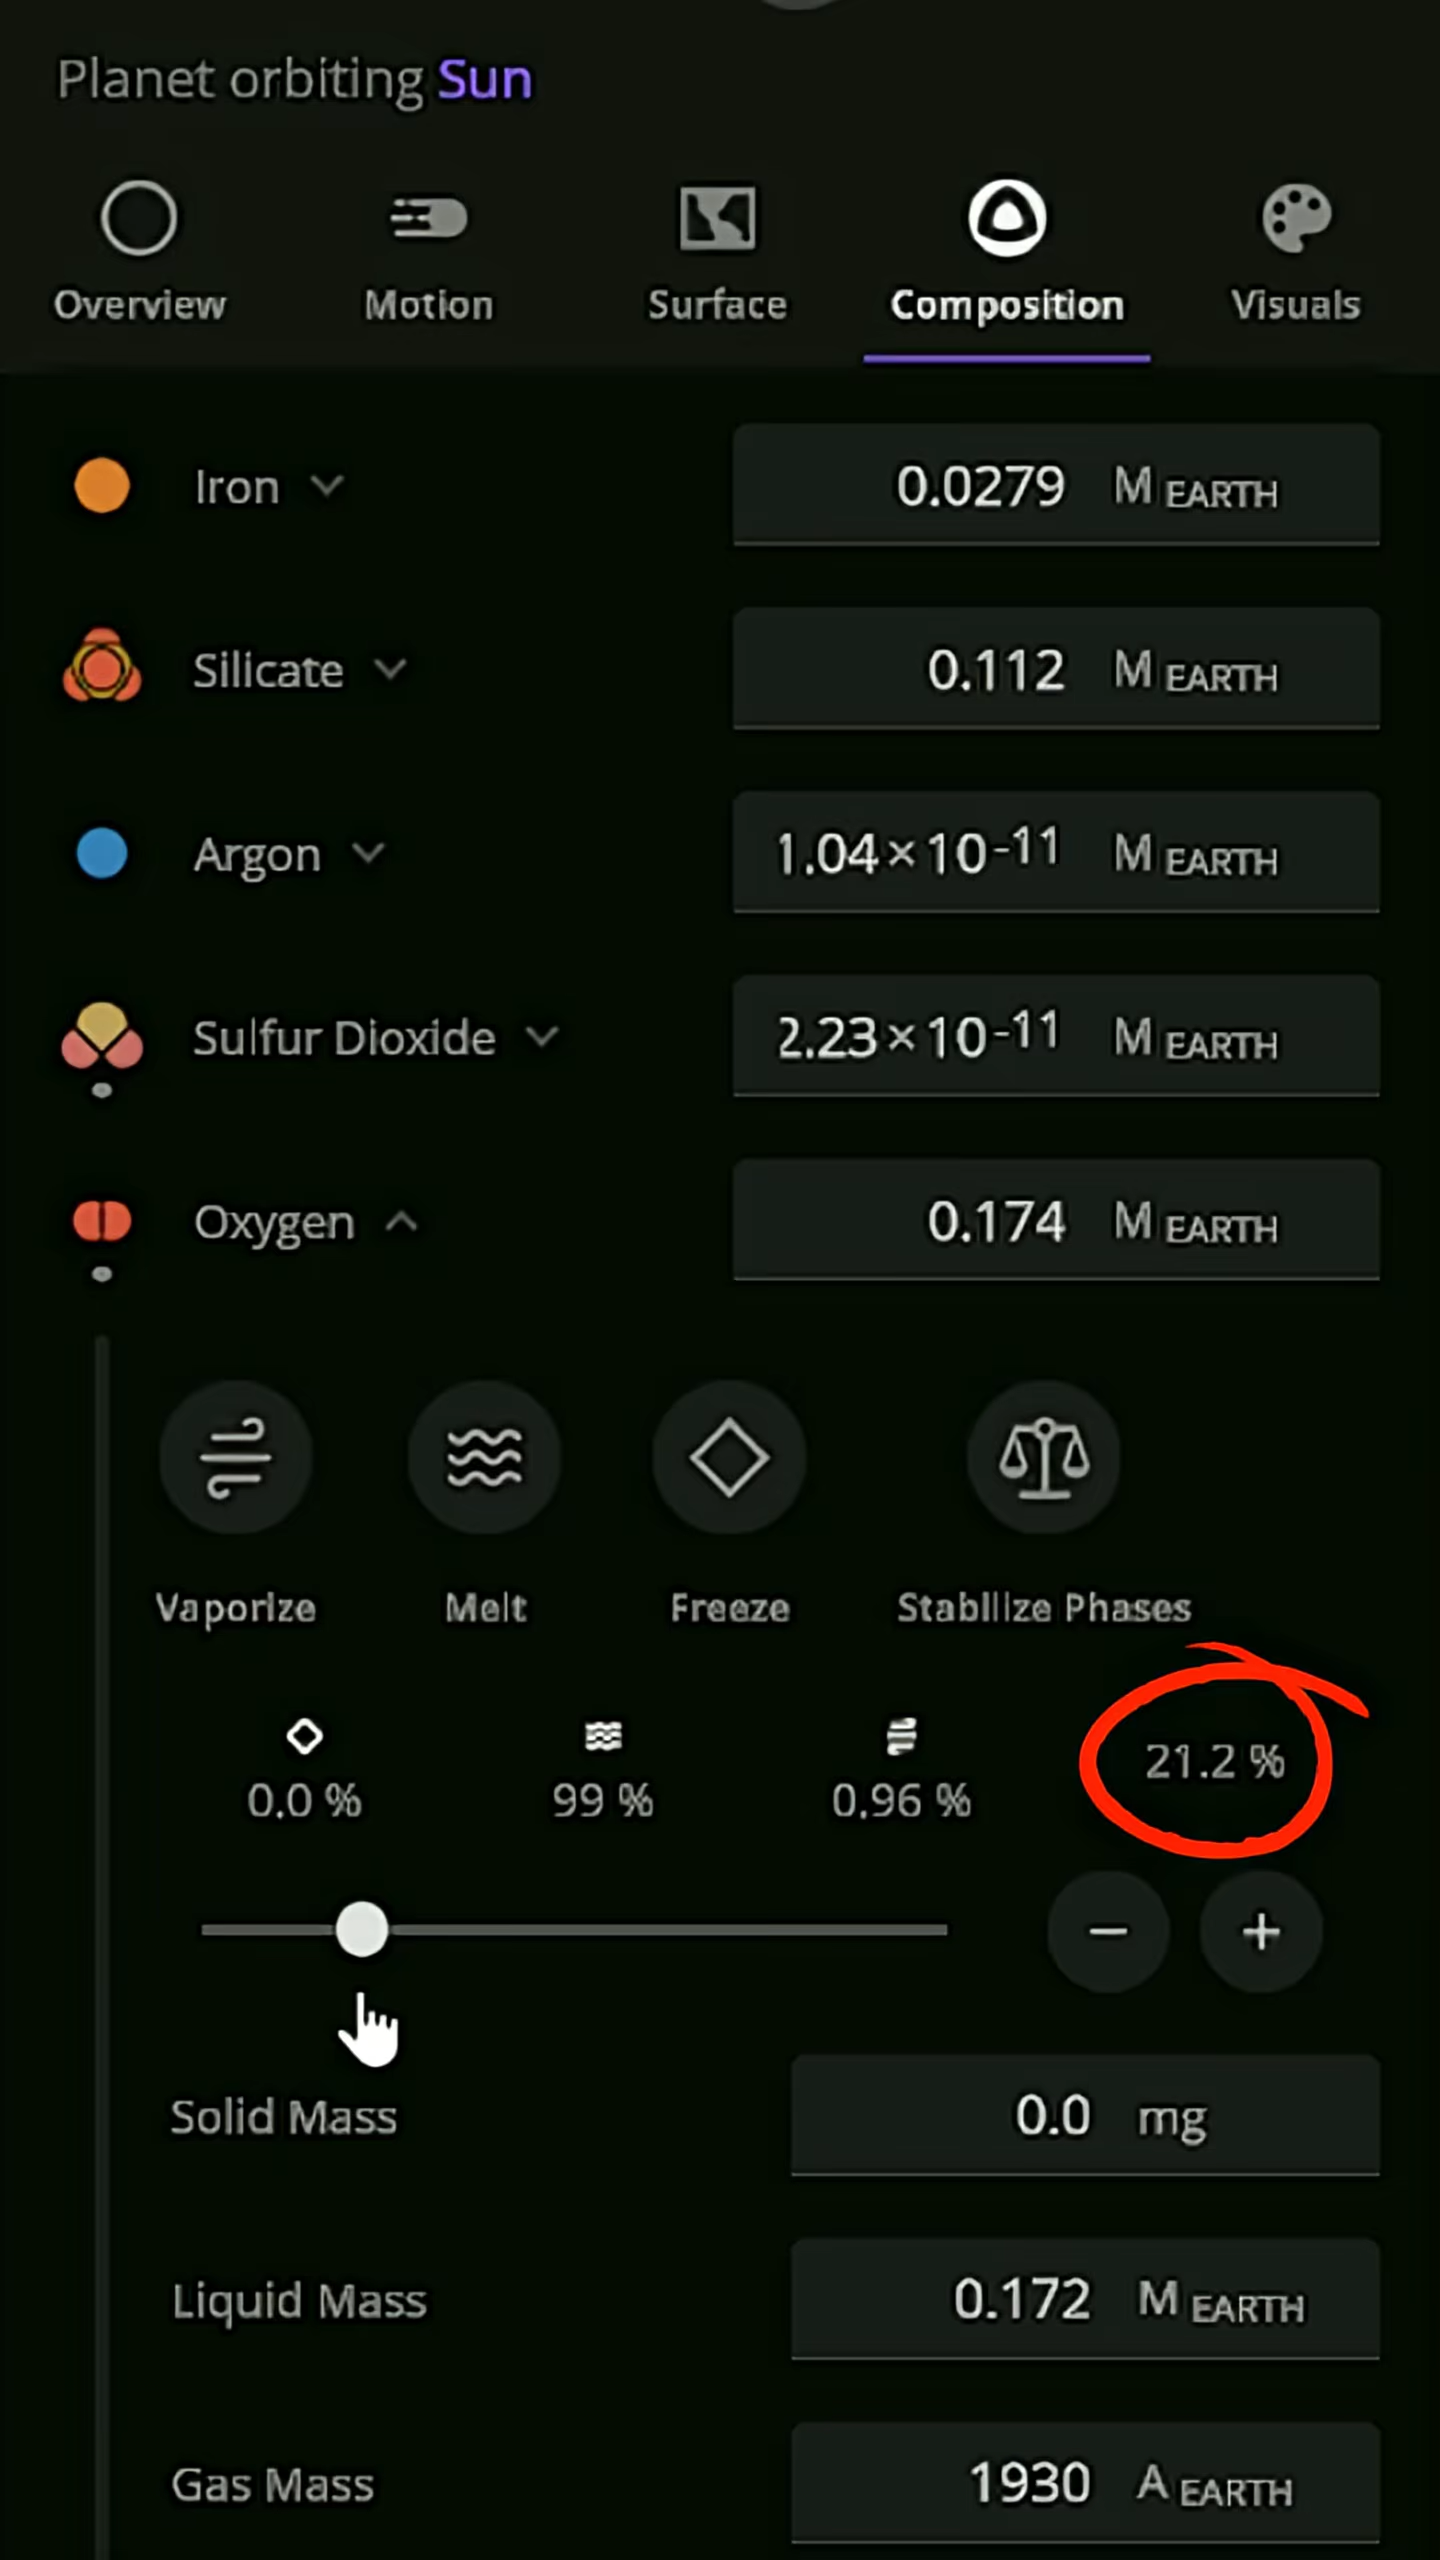 Planet orbiting Sun
Overview Motion Surface Composition Visuals
Iron 0.0279 M EARTH
Silicate 0.112 M EARTH
Argon 1.04×10⁻¹¹ M EARTH
Sulfur Dioxide 2.23×10⁻¹¹ M EARTH
Oxygen 0.174 M EARTH
Vaporize Melt Freeze Stabilize Phases
0.0 % 99 % 0.96 % 21.2 %
Solid Mass 0.0 mg
Liquid Mass 0.172 M EARTH
Gas Mass 1930 A EARTH